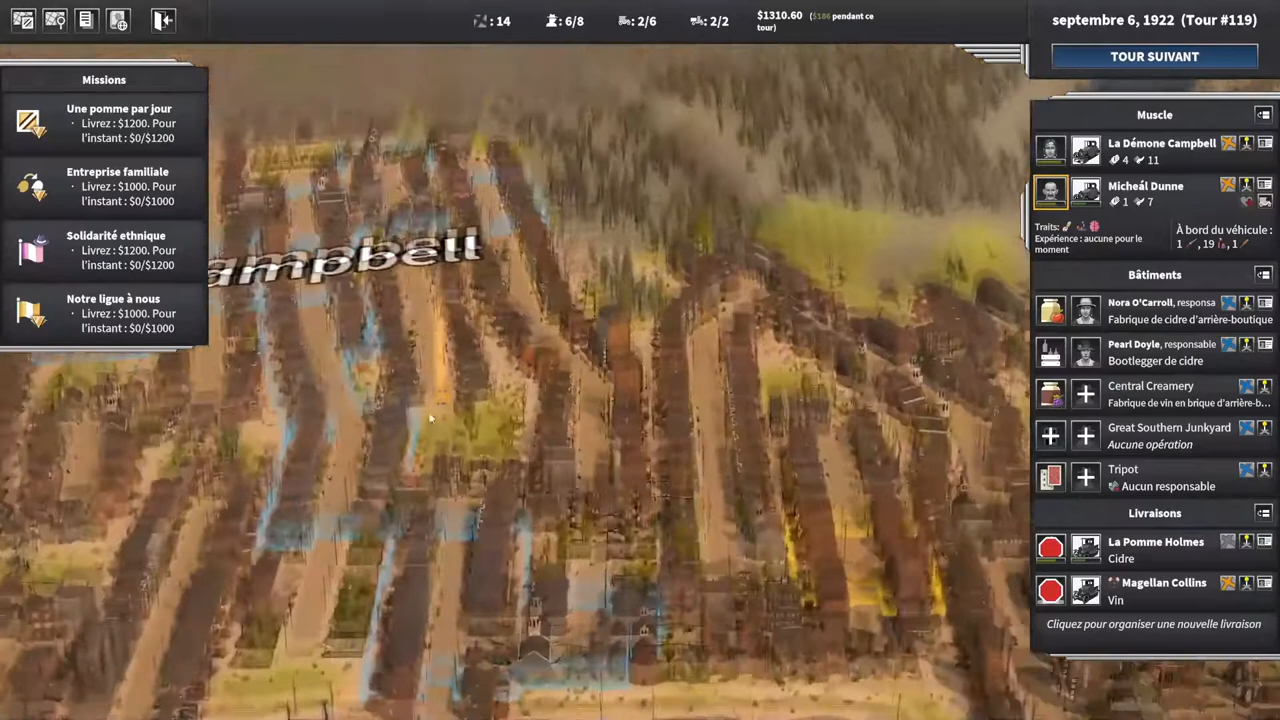 : 14
: 6/8
: 2/6
: 2/2
$1310.60 ($186 pendant ce
tour)
septembre 6, 1922 (Tour #119)
TOUR SUIVANT
Missions
Une pomme par jour
· Livrez : $1200. Pour
l'instant : $0/$1200
Entreprise familiale
· Livrez : $1000. Pour
l'instant : $0/$1000
Solidarité ethnique
· Livrez : $1200. Pour
l'instant : $0/$1200
Notre ligue à nous
· Livrez : $1000. Pour
l'instant : $0/$1000
ampbell
Muscle
La Démone Campbell
4 11
Micheál Dunne
1 7
Traits:
Expérience : aucune pour le
moment
À bord du véhicule :
1 , 19 , 1
Bâtiments
Nora O'Carroll, responsa
Fabrique de cidre d'arrière-boutique
Pearl Doyle, responsable
Bootlegger de cidre
Central Creamery
Fabrique de vin en brique d'arrière-b...
Great Southern Junkyard
Aucune opération
Tripot
Aucun responsable
Livraisons
La Pomme Holmes
Cidre
Magellan Collins
Vin
Cliquez pour organiser une nouvelle livraison